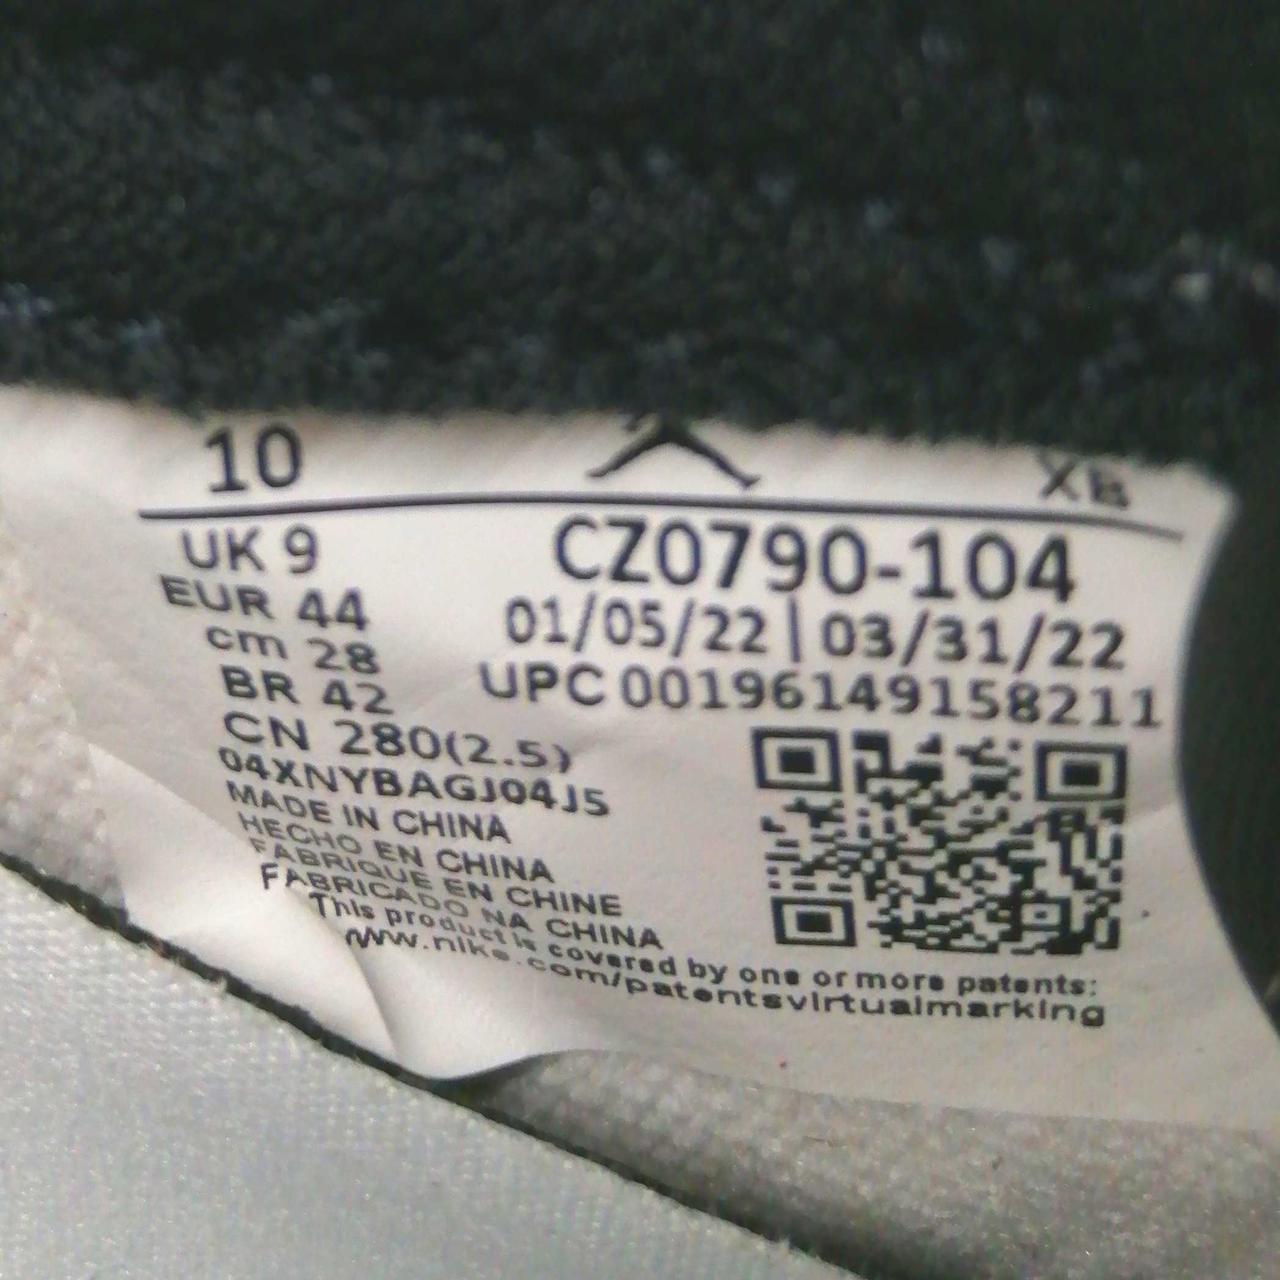 10
XB
UK 9
CZ0790-104
EUR 44
01/05/22 | 03/31/22
cm 28
BR 42
UPC 00196149158211
CN 280(2.5)
04XNYBAGJ04J5
MADE IN CHINA
HECHO EN CHINA
FABRIQUE EN CHINE
FABRICADO NA CHINA
This product is covered by one or more patents:
www.nike.com/patentsvirtualmarking